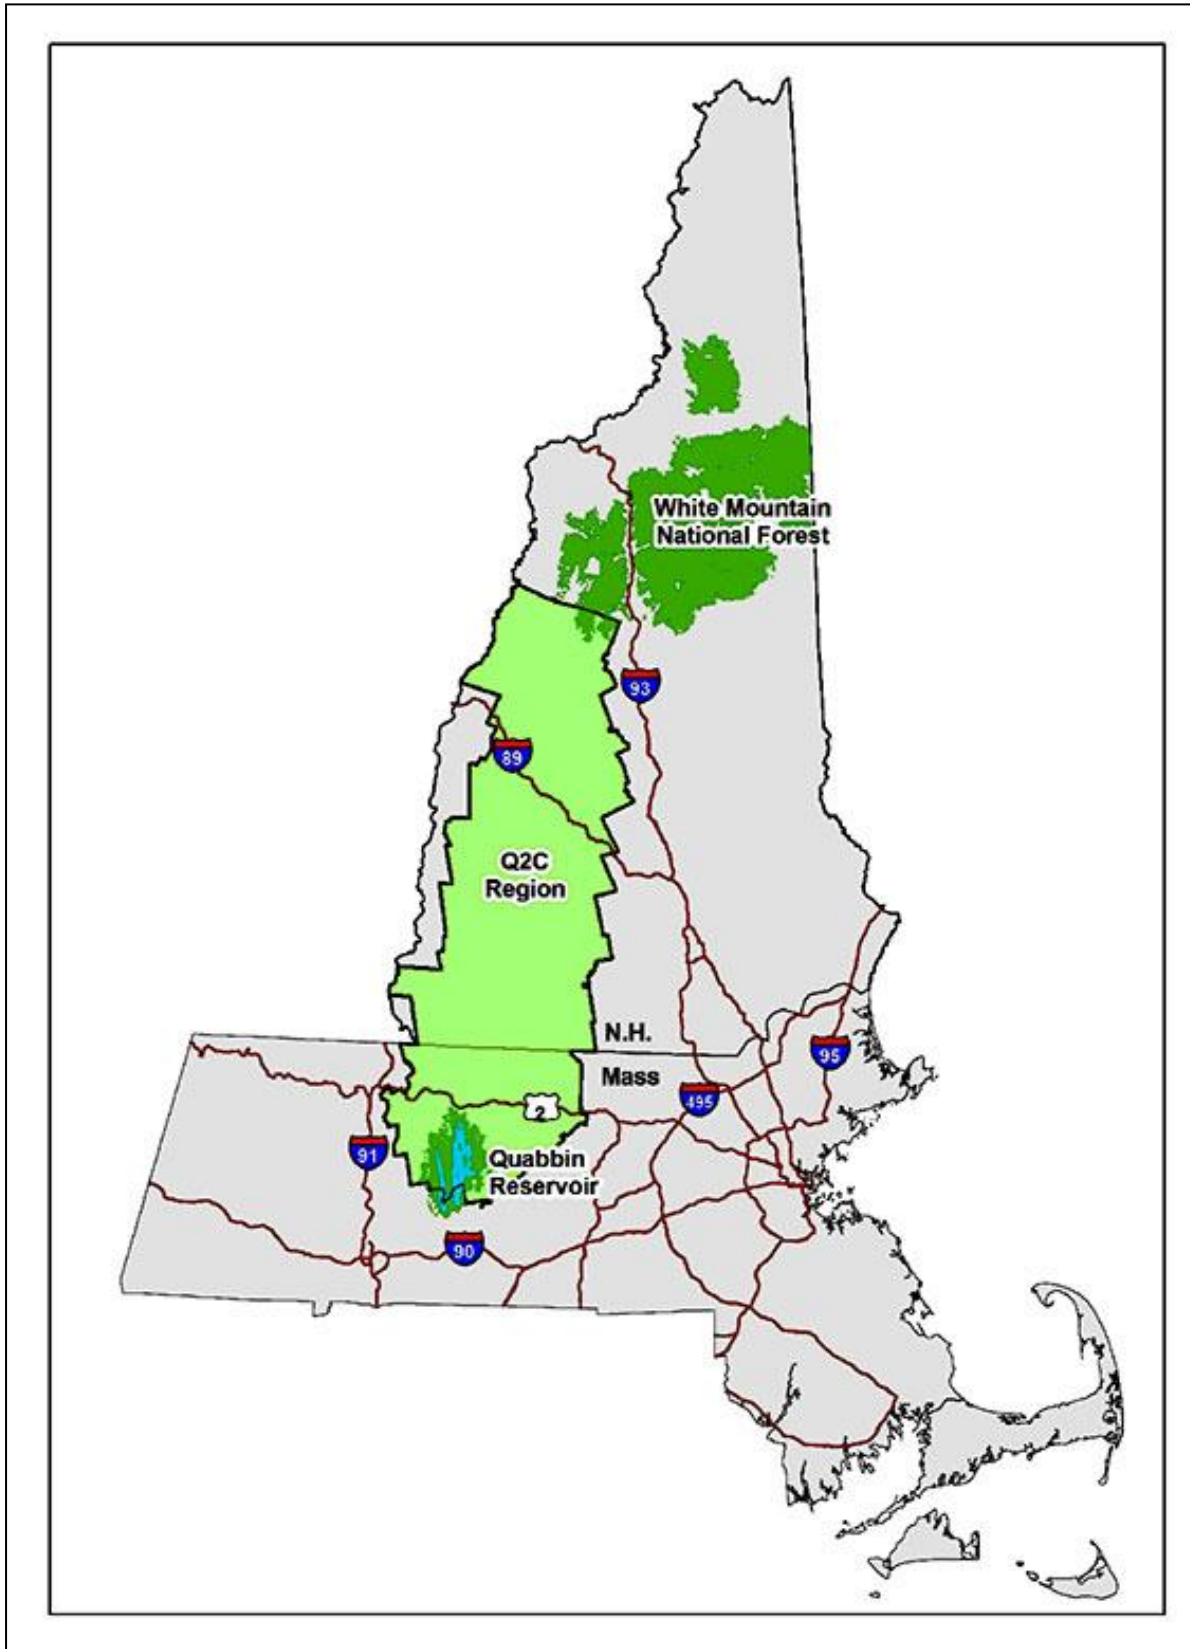 White Mountain
National Forest
93
89
Q2C
Region
N.H.
Mass
95
495
2
91
Quabbin
Reservoir
90